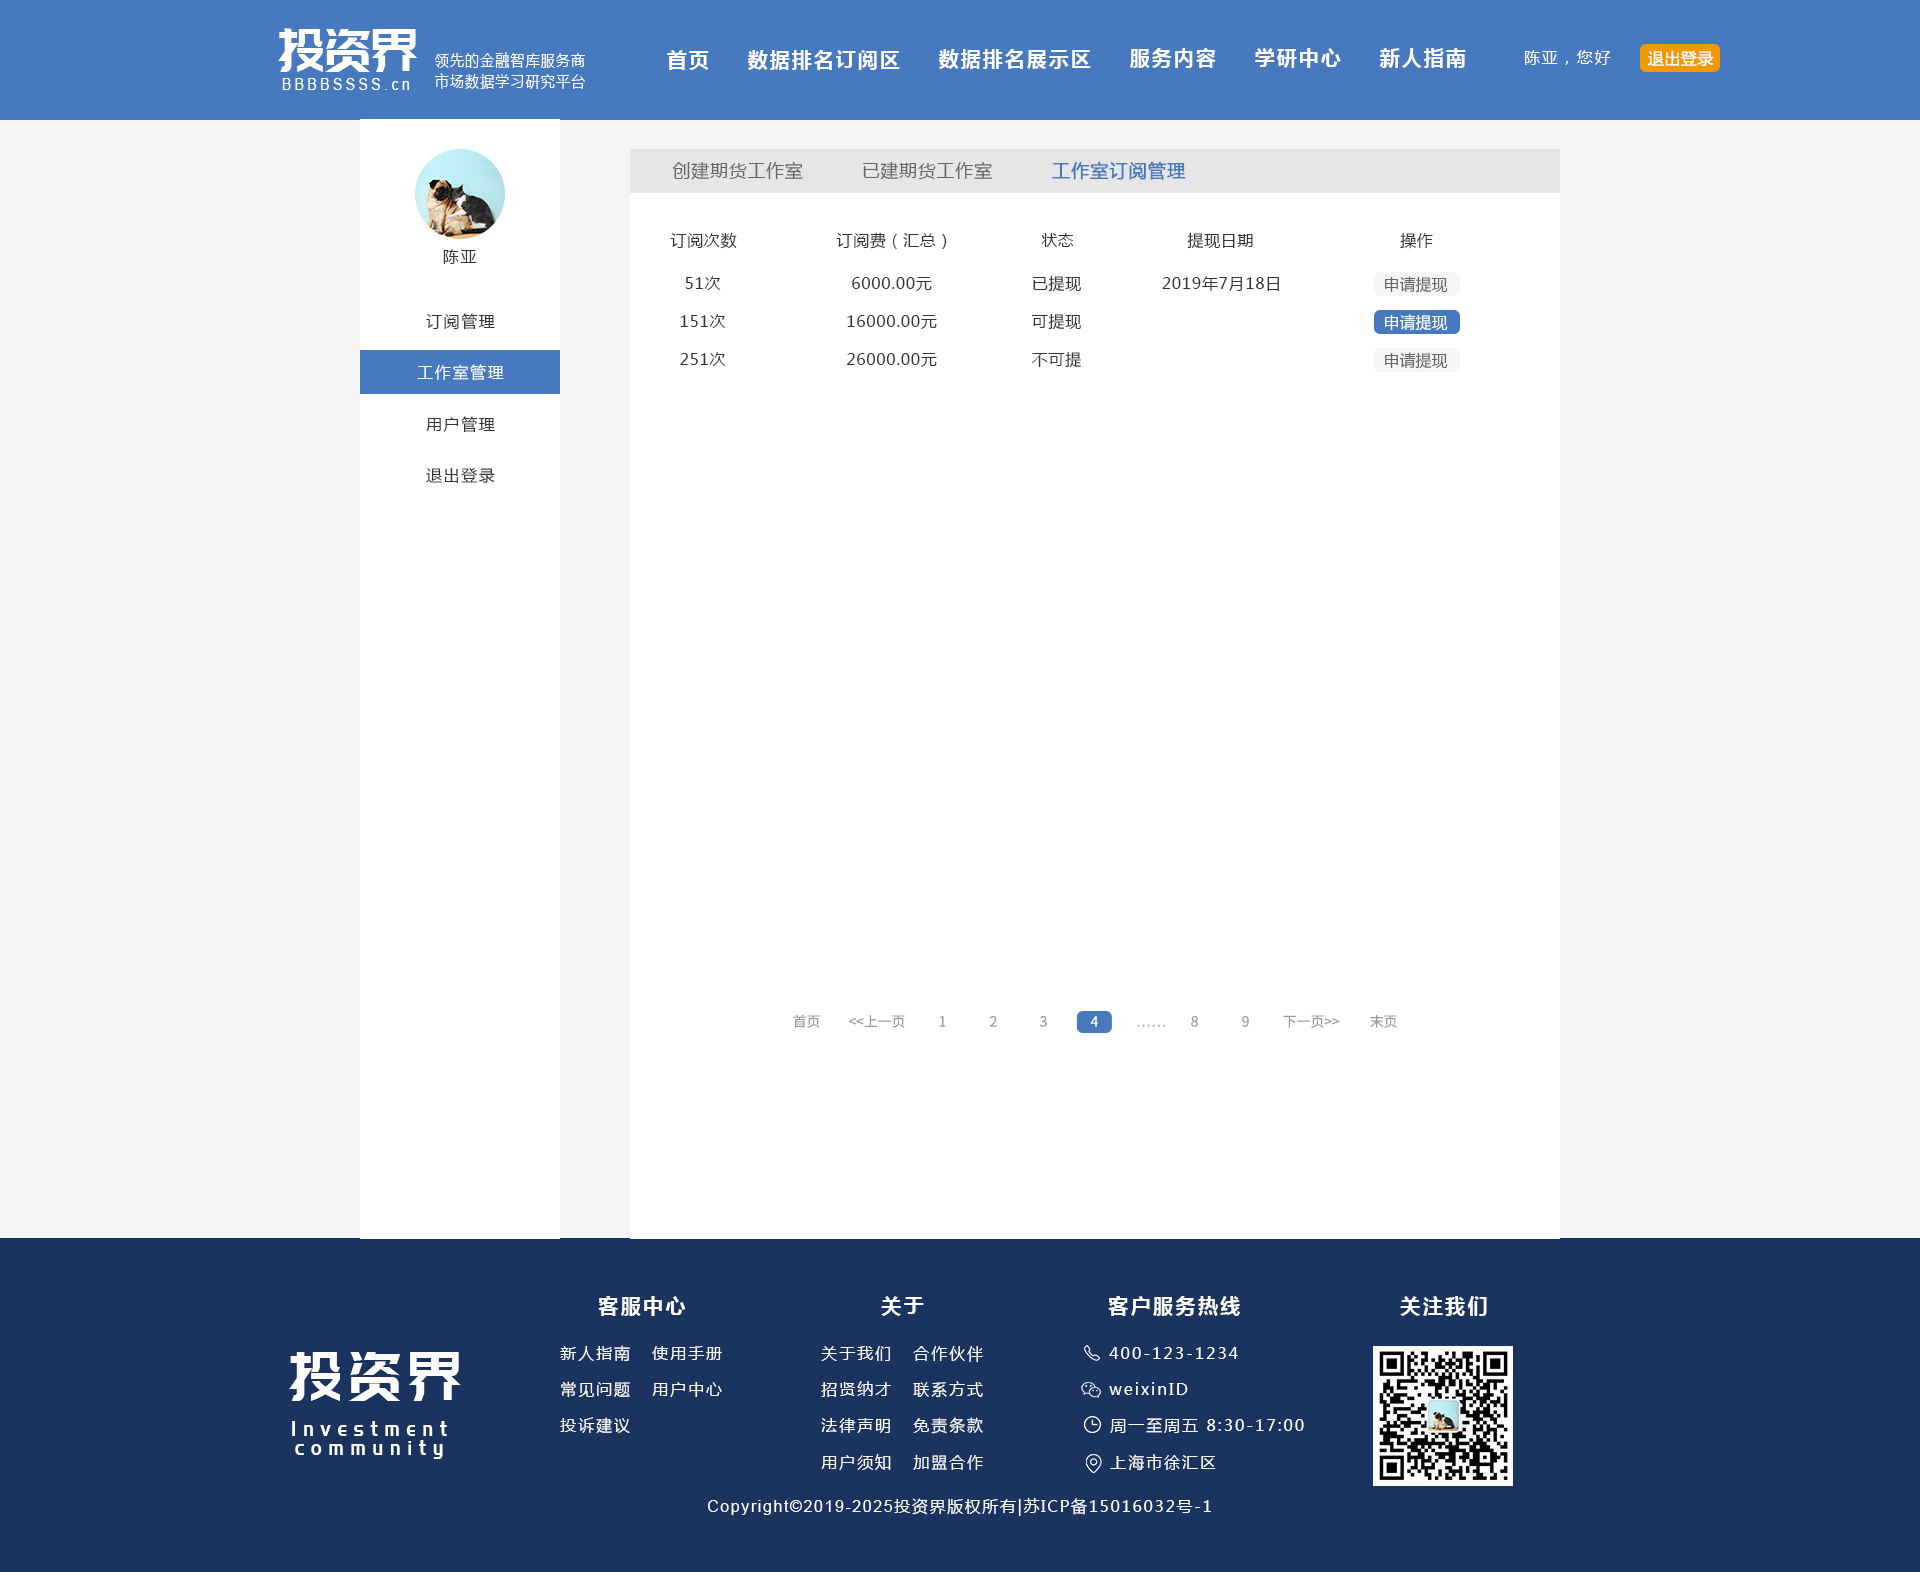 投资界
BBBBSSSS.cn
领先的金融智库服务商
市场数据学习研究平台
首页 数据排名订阅区 数据排名展示区 服务内容 学研中心 新人指南
陈亚，您好
退出登录
陈亚
订阅管理
工作室管理
用户管理
退出登录
创建期货工作室 已建期货工作室 工作室订阅管理
订阅次数 订阅费（汇总） 状态 提现日期 操作
51次 6000.00元 已提现 2019年7月18日 申请提现
151次 16000.00元 可提现 申请提现
251次 26000.00元 不可提 申请提现
首页 <<上一页 1 2 3 4 …… 8 9 下一页>> 末页
投资界
Investment
community
客服中心
新人指南 使用手册
常见问题 用户中心
投诉建议
关于
关于我们 合作伙伴
招贤纳才 联系方式
法律声明 免责条款
用户须知 加盟合作
客户服务热线
400-123-1234
weixinID
周一至周五 8:30-17:00
上海市徐汇区
关注我们
Copyright©2019-2025投资界版权所有|苏ICP备15016032号-1